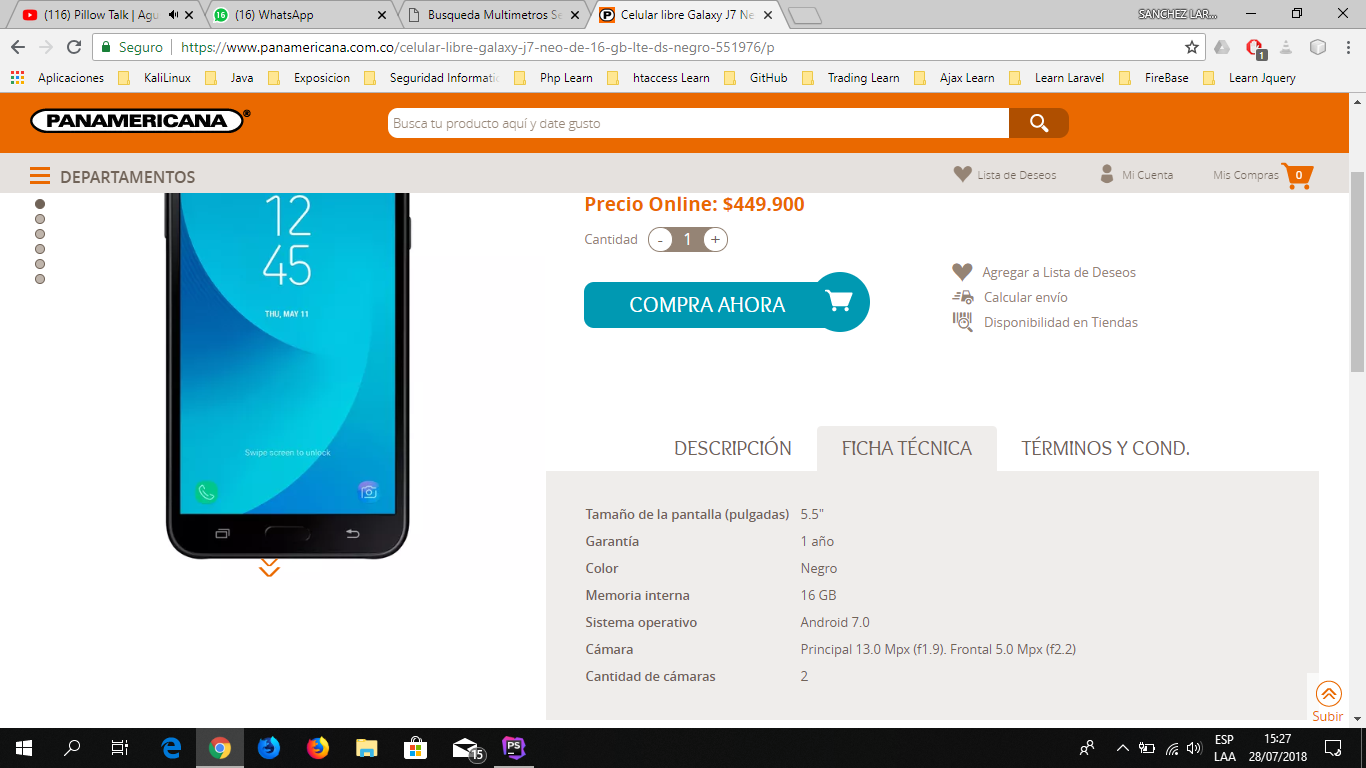 (116) Pillow Talk | Agu
(16) WhatsApp
Busqueda Multimetros Se
Celular libre Galaxy J7 Ne
SANCHEZ LAR...
Seguro https://www.panamericana.com.co/celular-libre-galaxy-j7-neo-de-16-gb-lte-ds-negro-551976/p
1
Aplicaciones KaliLinux Java Exposicion Seguridad Informatic Php Learn htaccess Learn GitHub Trading Learn Ajax Learn Learn Laravel FireBase Learn Jquery
PANAMERICANA®
Busca tu producto aquí y date gusto
DEPARTAMENTOS
Lista de Deseos Mi Cuenta Mis Compras 0
12
45
THU, MAY 11
Swipe screen to unlock
Precio Online: $449.900
Cantidad - 1 +
COMPRA AHORA
Agregar a Lista de Deseos
Calcular envío
Disponibilidad en Tiendas
DESCRIPCIÓN FICHA TÉCNICA TÉRMINOS Y COND.
Tamaño de la pantalla (pulgadas) 5.5"
Garantía 1 año
Color Negro
Memoria interna 16 GB
Sistema operativo Android 7.0
Cámara Principal 13.0 Mpx (f1.9). Frontal 5.0 Mpx (f2.2)
Cantidad de cámaras 2
Subir
15
PS
ESP
LAA
15:27
28/07/2018